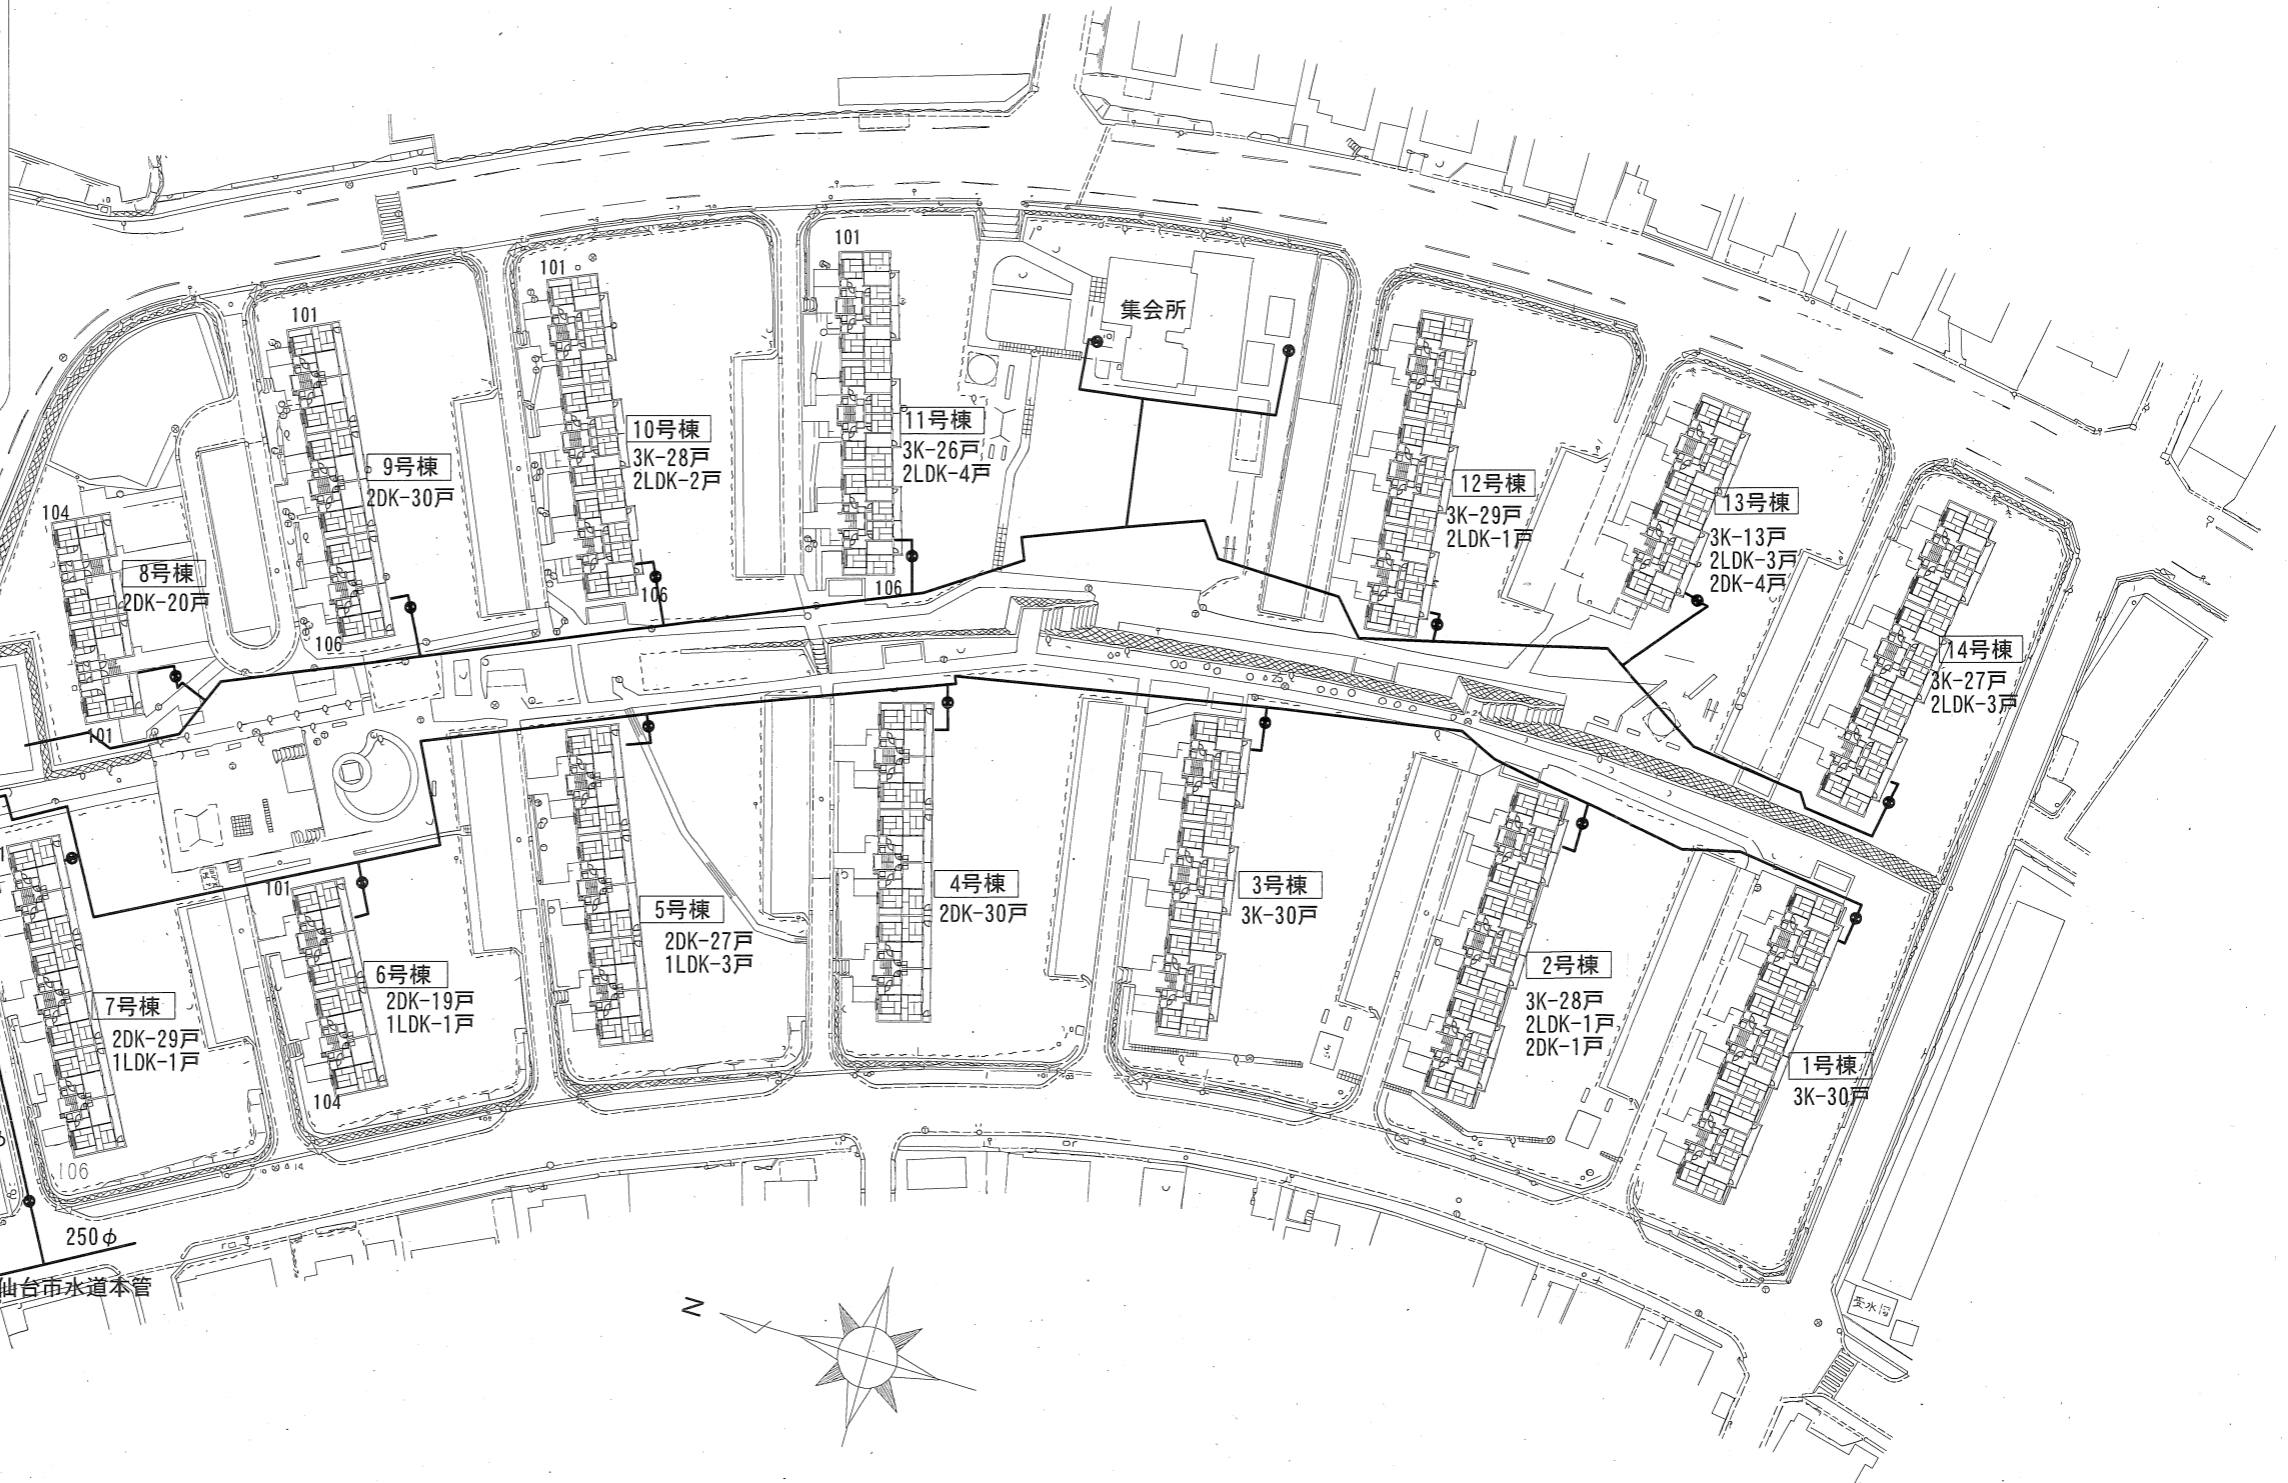 101
集会所
101
101
11号棟
3K-26戸
2LDK-4戸
10号棟
3K-28戸
2LDK-2戸
9号棟
2DK-30戸
12号棟
3K-29戸
2LDK-1戸
13号棟
3K-13戸
2LDK-3戸
2DK-4戸
104
8号棟
2DK-20戸
106
106
106
14号棟
3K-27戸
2LDK-3戸
101
101
4号棟
2DK-30戸
3号棟
3K-30戸
5号棟
2DK-27戸
1LDK-3戸
6号棟
2DK-19戸
1LDK-1戸
2号棟
3K-28戸
2LDK-1戸
2DK-1戸
7号棟
2DK-29戸
1LDK-1戸
1号棟
3K-30戸
104
106
250φ
仙台市水道本管
N